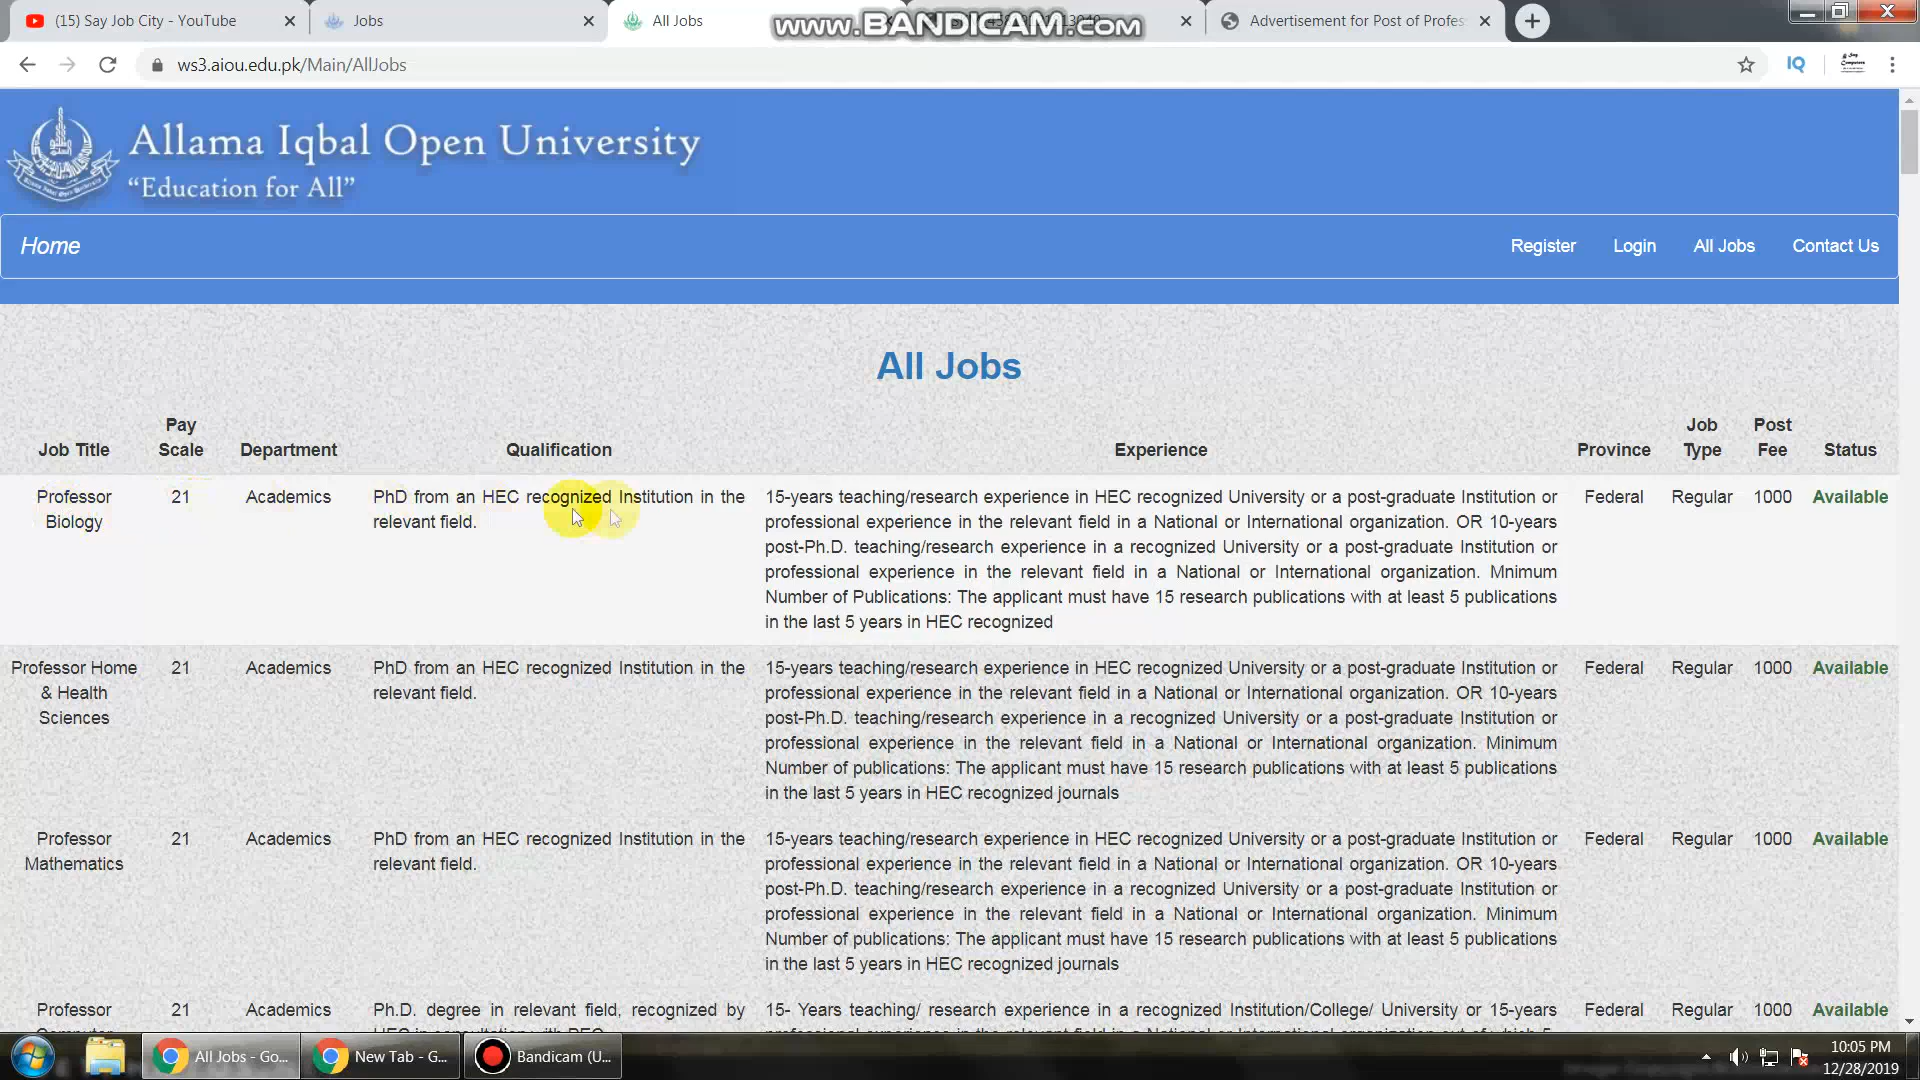 (15) Say Job City - YouTube
Jobs
All Jobs
Advertisement for Post of Profes
www.BANDICAM.com
ws3.aiou.edu.pk/Main/AllJobs
IQ
Allama Iqbal Open University
“Education for All”
Home
Register
Login
All Jobs
Contact Us
All Jobs
Job Title
Pay
Scale
Department
Qualification
Experience
Province
Job
Type
Post
Fee
Status
Professor
Biology
21
Academics
PhD from an HEC recognized Institution in the
relevant field.
15-years teaching/research experience in HEC recognized University or a post-graduate Institution or
professional experience in the relevant field in a National or International organization. OR 10-years
post-Ph.D. teaching/research experience in a recognized University or a post-graduate Institution or
professional experience in the relevant field in a National or International organization. Mnimum
Number of Publications: The applicant must have 15 research publications with at least 5 publications
in the last 5 years in HEC recognized
Federal
Regular
1000
Available
Professor Home
& Health
Sciences
21
Academics
PhD from an HEC recognized Institution in the
relevant field.
15-years teaching/research experience in HEC recognized University or a post-graduate Institution or
professional experience in the relevant field in a National or International organization. OR 10-years
post-Ph.D. teaching/research experience in a recognized University or a post-graduate Institution or
professional experience in the relevant field in a National or International organization. Minimum
Number of publications: The applicant must have 15 research publications with at least 5 publications
in the last 5 years in HEC recognized journals
Federal
Regular
1000
Available
Professor
Mathematics
21
Academics
PhD from an HEC recognized Institution in the
relevant field.
15-years teaching/research experience in HEC recognized University or a post-graduate Institution or
professional experience in the relevant field in a National or International organization. OR 10-years
post-Ph.D. teaching/research experience in a recognized University or a post-graduate Institution or
professional experience in the relevant field in a National or International organization. Minimum
Number of publications: The applicant must have 15 research publications with at least 5 publications
in the last 5 years in HEC recognized journals
Federal
Regular
1000
Available
Professor
21
Academics
Ph.D. degree in relevant field, recognized by
15- Years teaching/ research experience in a recognized Institution/College/ University or 15-years
Federal
Regular
1000
Available
All Jobs - Go...
New Tab - G...
Bandicam (U...
10:05 PM
12/28/2019